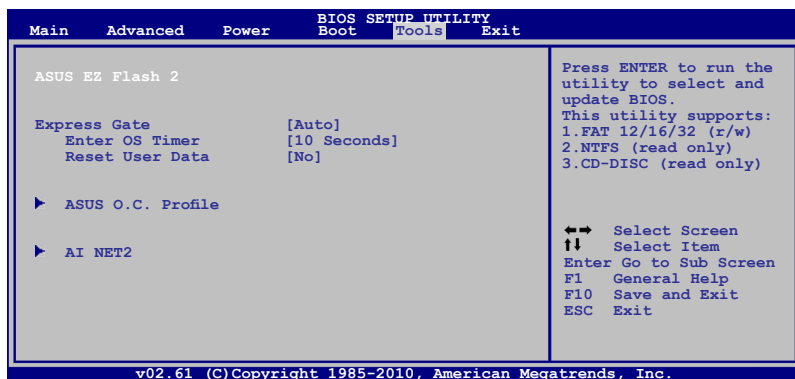 BIOS SETUP UTILITY
Main Advanced Power Boot Tools Exit
ASUS EZ Flash 2
Express Gate [Auto]
Enter OS Timer [10 Seconds]
Reset User Data [No]
ASUS O.C. Profile
AI NET2
Press ENTER to run the
utility to select and
update BIOS.
This utility supports:
1.FAT 12/16/32 (r/w)
2.NTFS (read only)
3.CD-DISC (read only)
←→ Select Screen
↑↓ Select Item
Enter Go to Sub Screen
F1 General Help
F10 Save and Exit
ESC Exit
v02.61 (C)Copyright 1985-2010, American Megatrends, Inc.